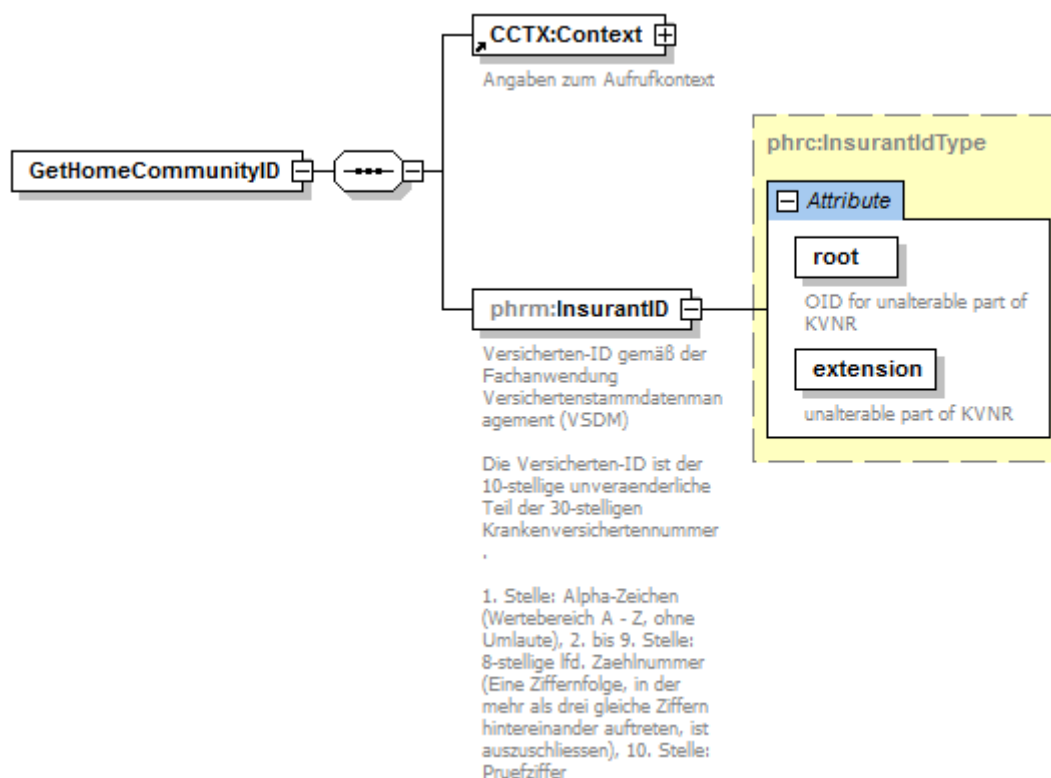 CCTX:Context
Angaben zum Aufrufkontext
GetHomeCommunityID
phrc:InsurantIdType
Attribute
root
OID for unalterable part of
KVNR
extension
unalterable part of KVNR
phrm:InsurantID
Versicherten-ID gemäß der
Fachanwendung
Versichertenstammdatenman
agement (VSDM)
Die Versicherten-ID ist der
10-stellige unveraenderliche
Teil der 30-stelligen
Krankenversichertennummer
.
1. Stelle: Alpha-Zeichen
(Wertebereich A - Z, ohne
Umlaute), 2. bis 9. Stelle:
8-stellige lfd. Zaehlnummer
(Eine Ziffernfolge, in der
mehr als drei gleiche Ziffern
hintereinander auftreten, ist
auszuschliessen), 10. Stelle:
Pruefziffer